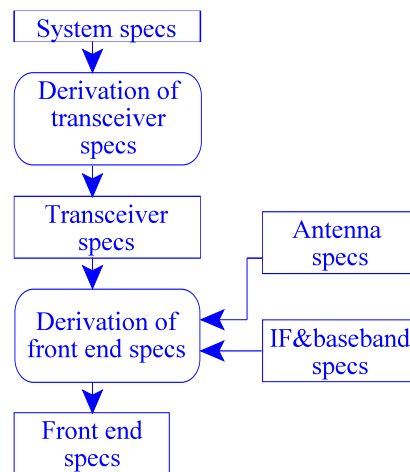 System specs
Derivation of
transceiver
specs
Transceiver
specs
Antenna
specs
Derivation of
front end specs
IF&baseband
specs
Front end
specs